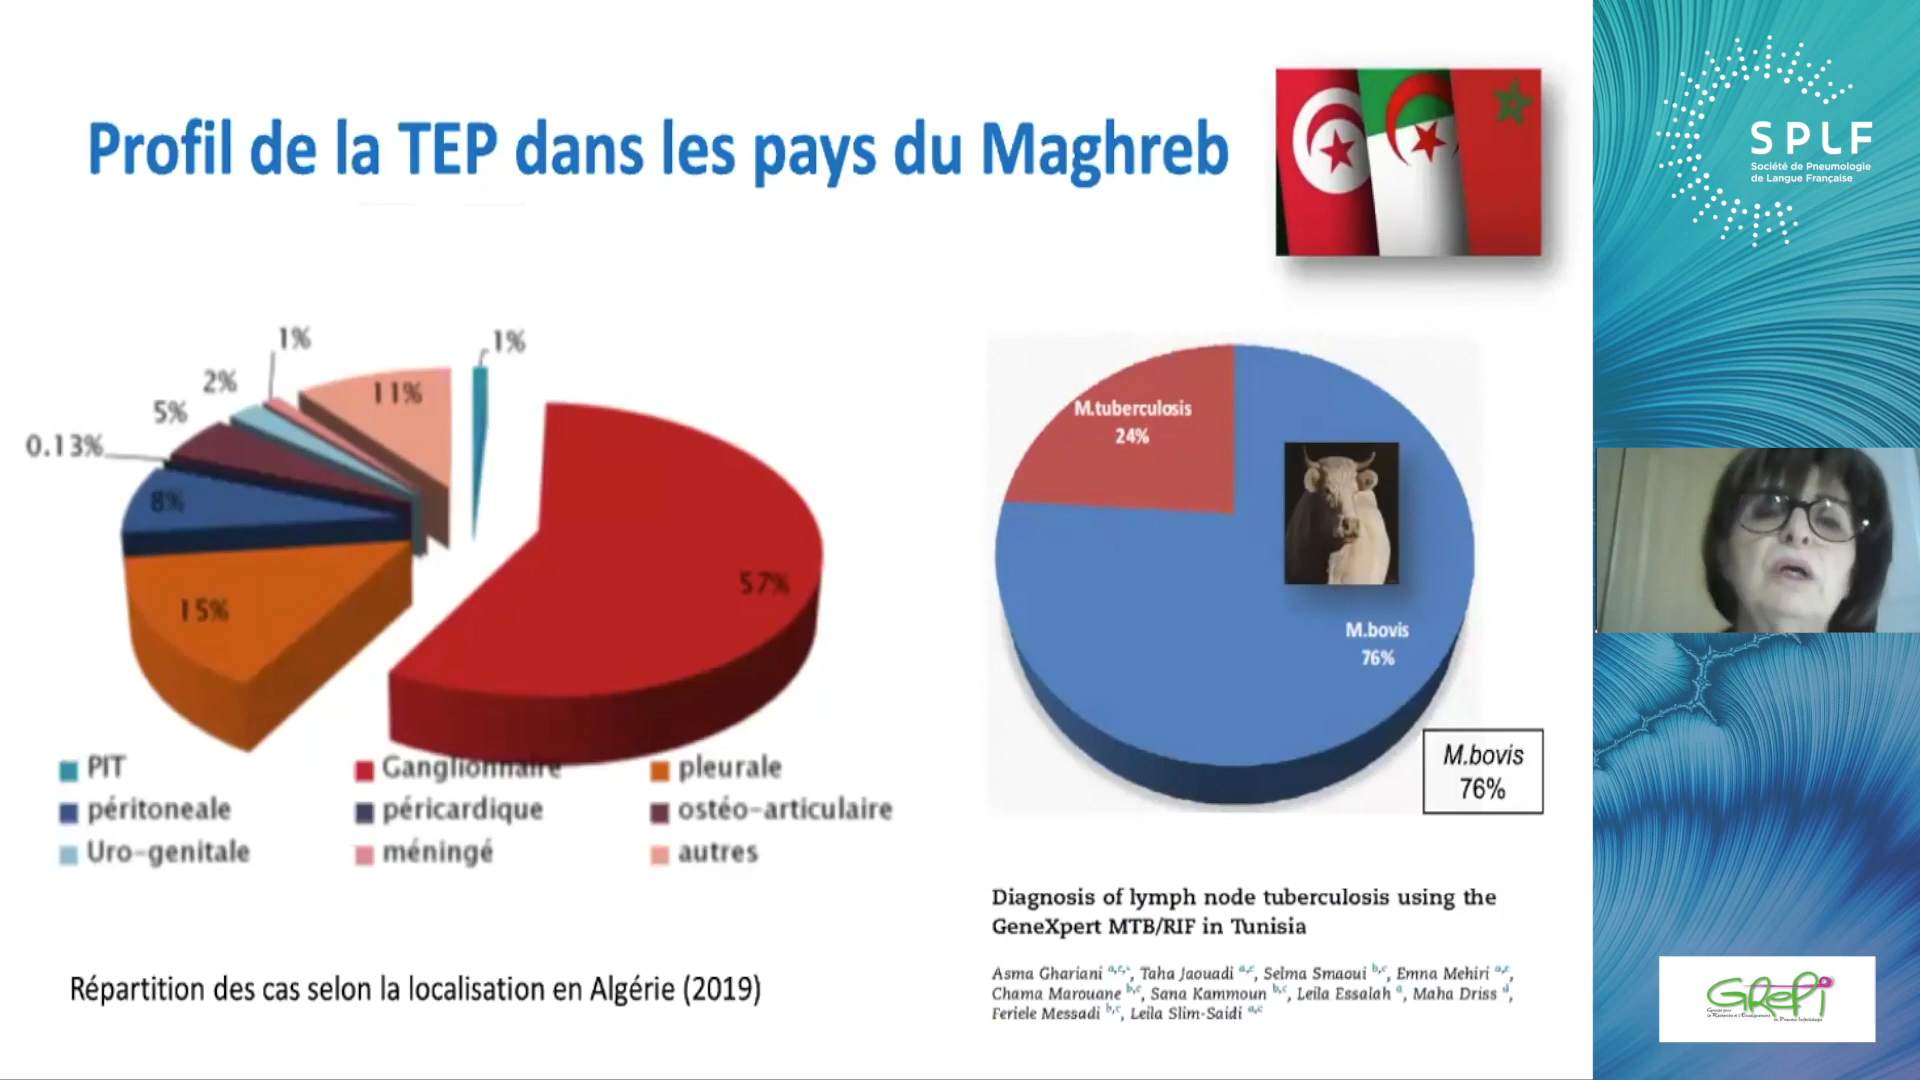 Profil de la TEP dans les pays du Maghreb
SPLF
Société de Pneumologie
de Langue Française
1%
1%
2%
11%
5%
0.13%
8%
15%
57%
PIT
Ganglionnaire
pleurale
péritoneale
péricardique
ostéo-articulaire
Uro-genitale
méningé
autres
Répartition des cas selon la localisation en Algérie (2019)
M.tuberculosis
24%
M.bovis
76%
M.bovis
76%
Diagnosis of lymph node tuberculosis using the
GeneXpert MTB/RIF in Tunisia
Asma Ghariani, Taha Jaouadi a,c, Selma Smaoui b,c, Emna Mehiri a,c,
Chama Marouane b,c, Sana Kammoun b,c, Leila Essalah a, Maha Driss d,
Feriele Messadi b,c, Leila Slim-Saidi a,c
GREPI